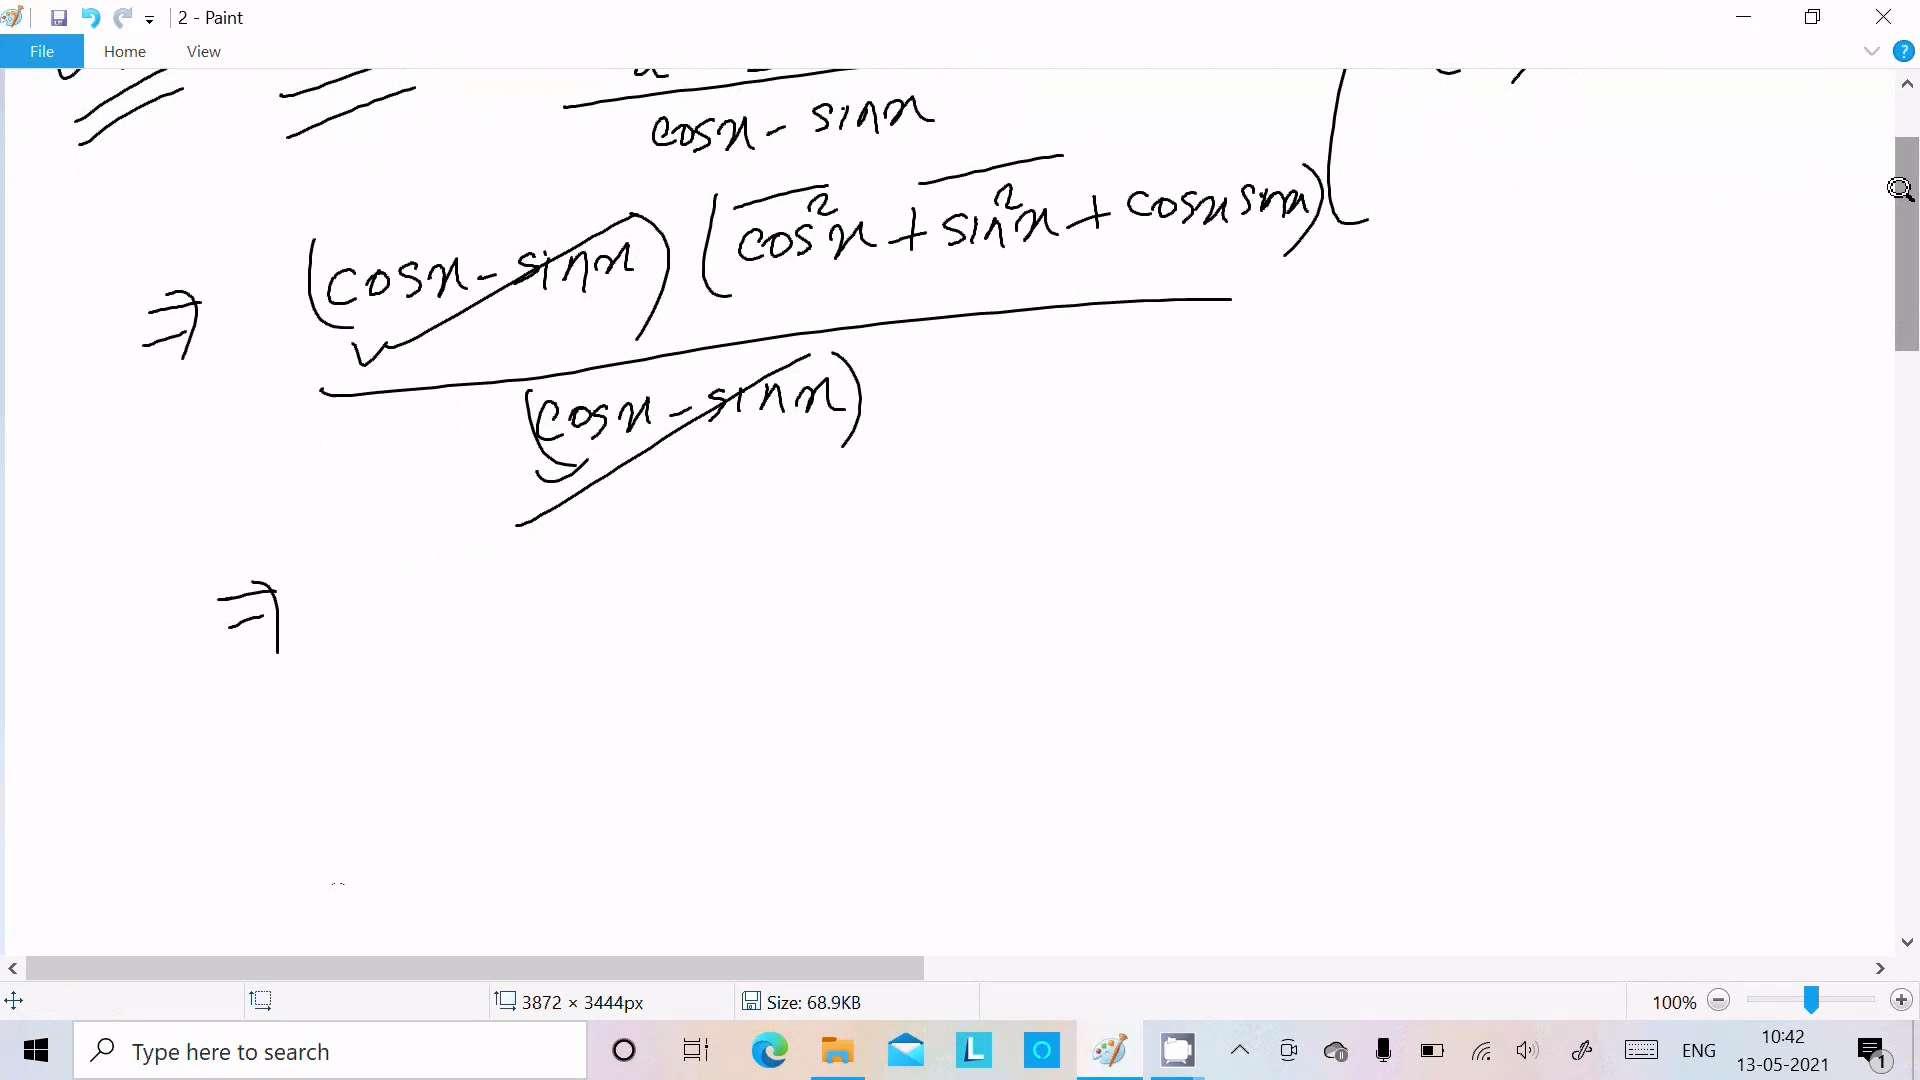 2 - Paint
File Home View
cosx - sinx
⇒ (cosx - sinx) (cos²x + sin²x + cosx sinx)
(cosx - sinx)
⇒
3872 × 3444px Size: 68.9KB 100%
Type here to search
ENG
10:42
13-05-2021
1